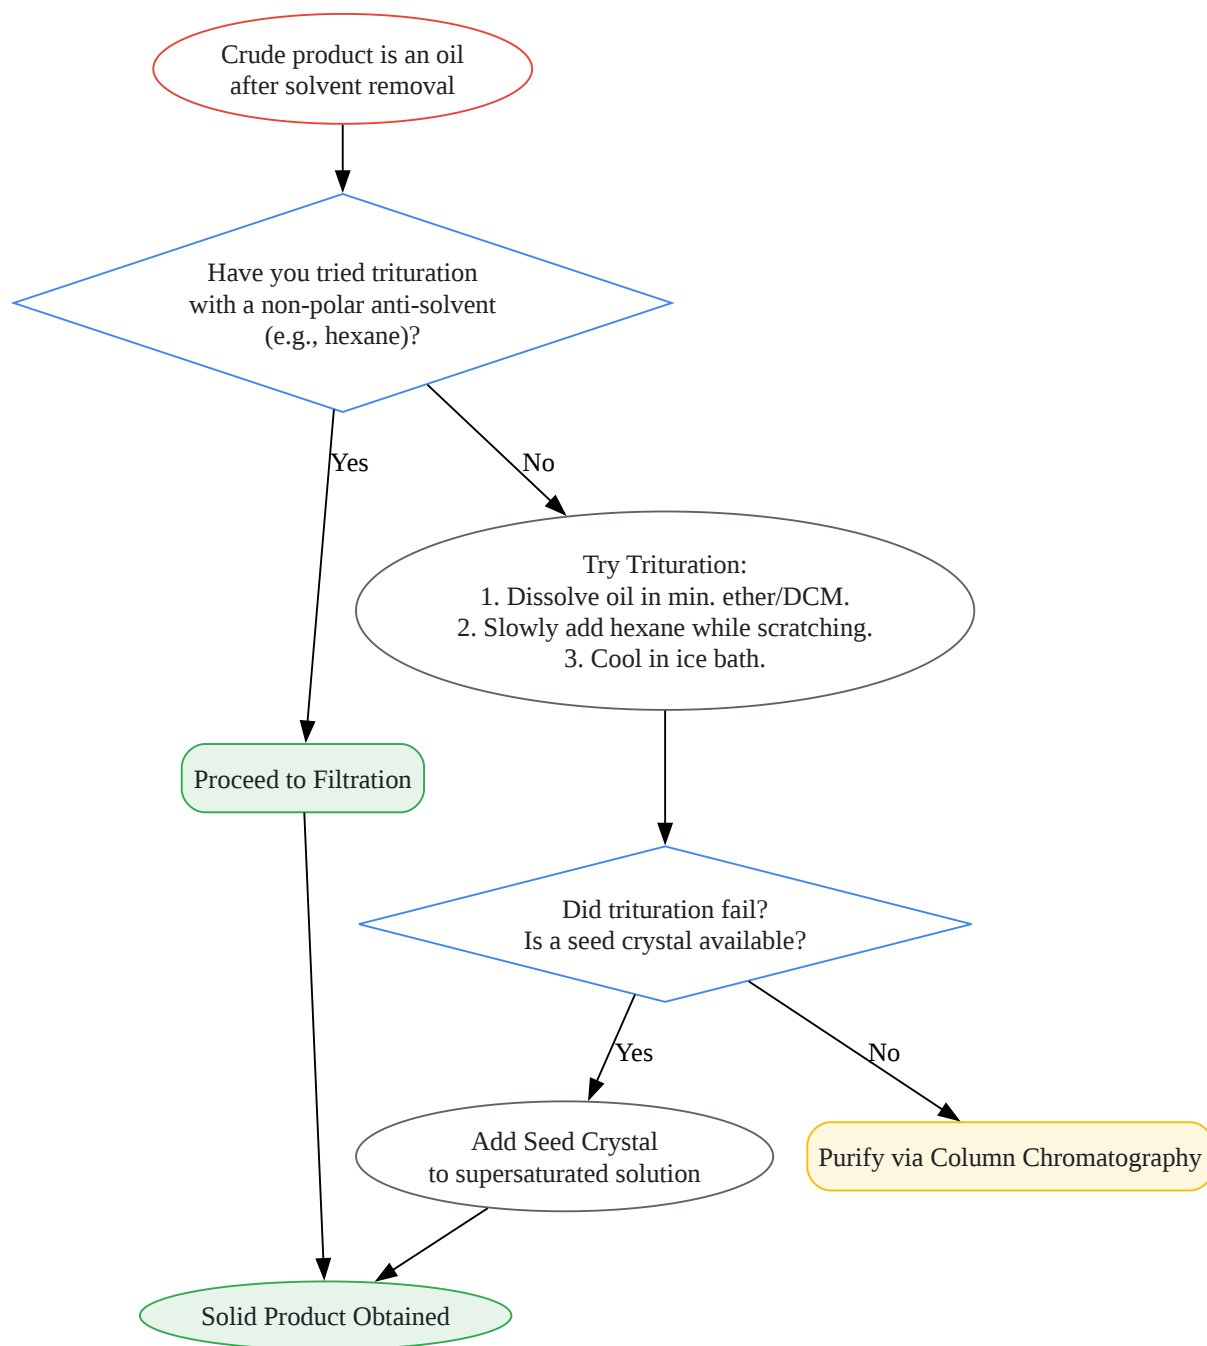 Crude product is an oil
after solvent removal
Have you tried trituration
with a non-polar anti-solvent
(e.g., hexane)?
Yes
No
Try Trituration:
1. Dissolve oil in min. ether/DCM.
2. Slowly add hexane while scratching.
3. Cool in ice bath.
Proceed to Filtration
Did trituration fail?
Is a seed crystal available?
Yes
No
Add Seed Crystal
to supersaturated solution
Purify via Column Chromatography
Solid Product Obtained